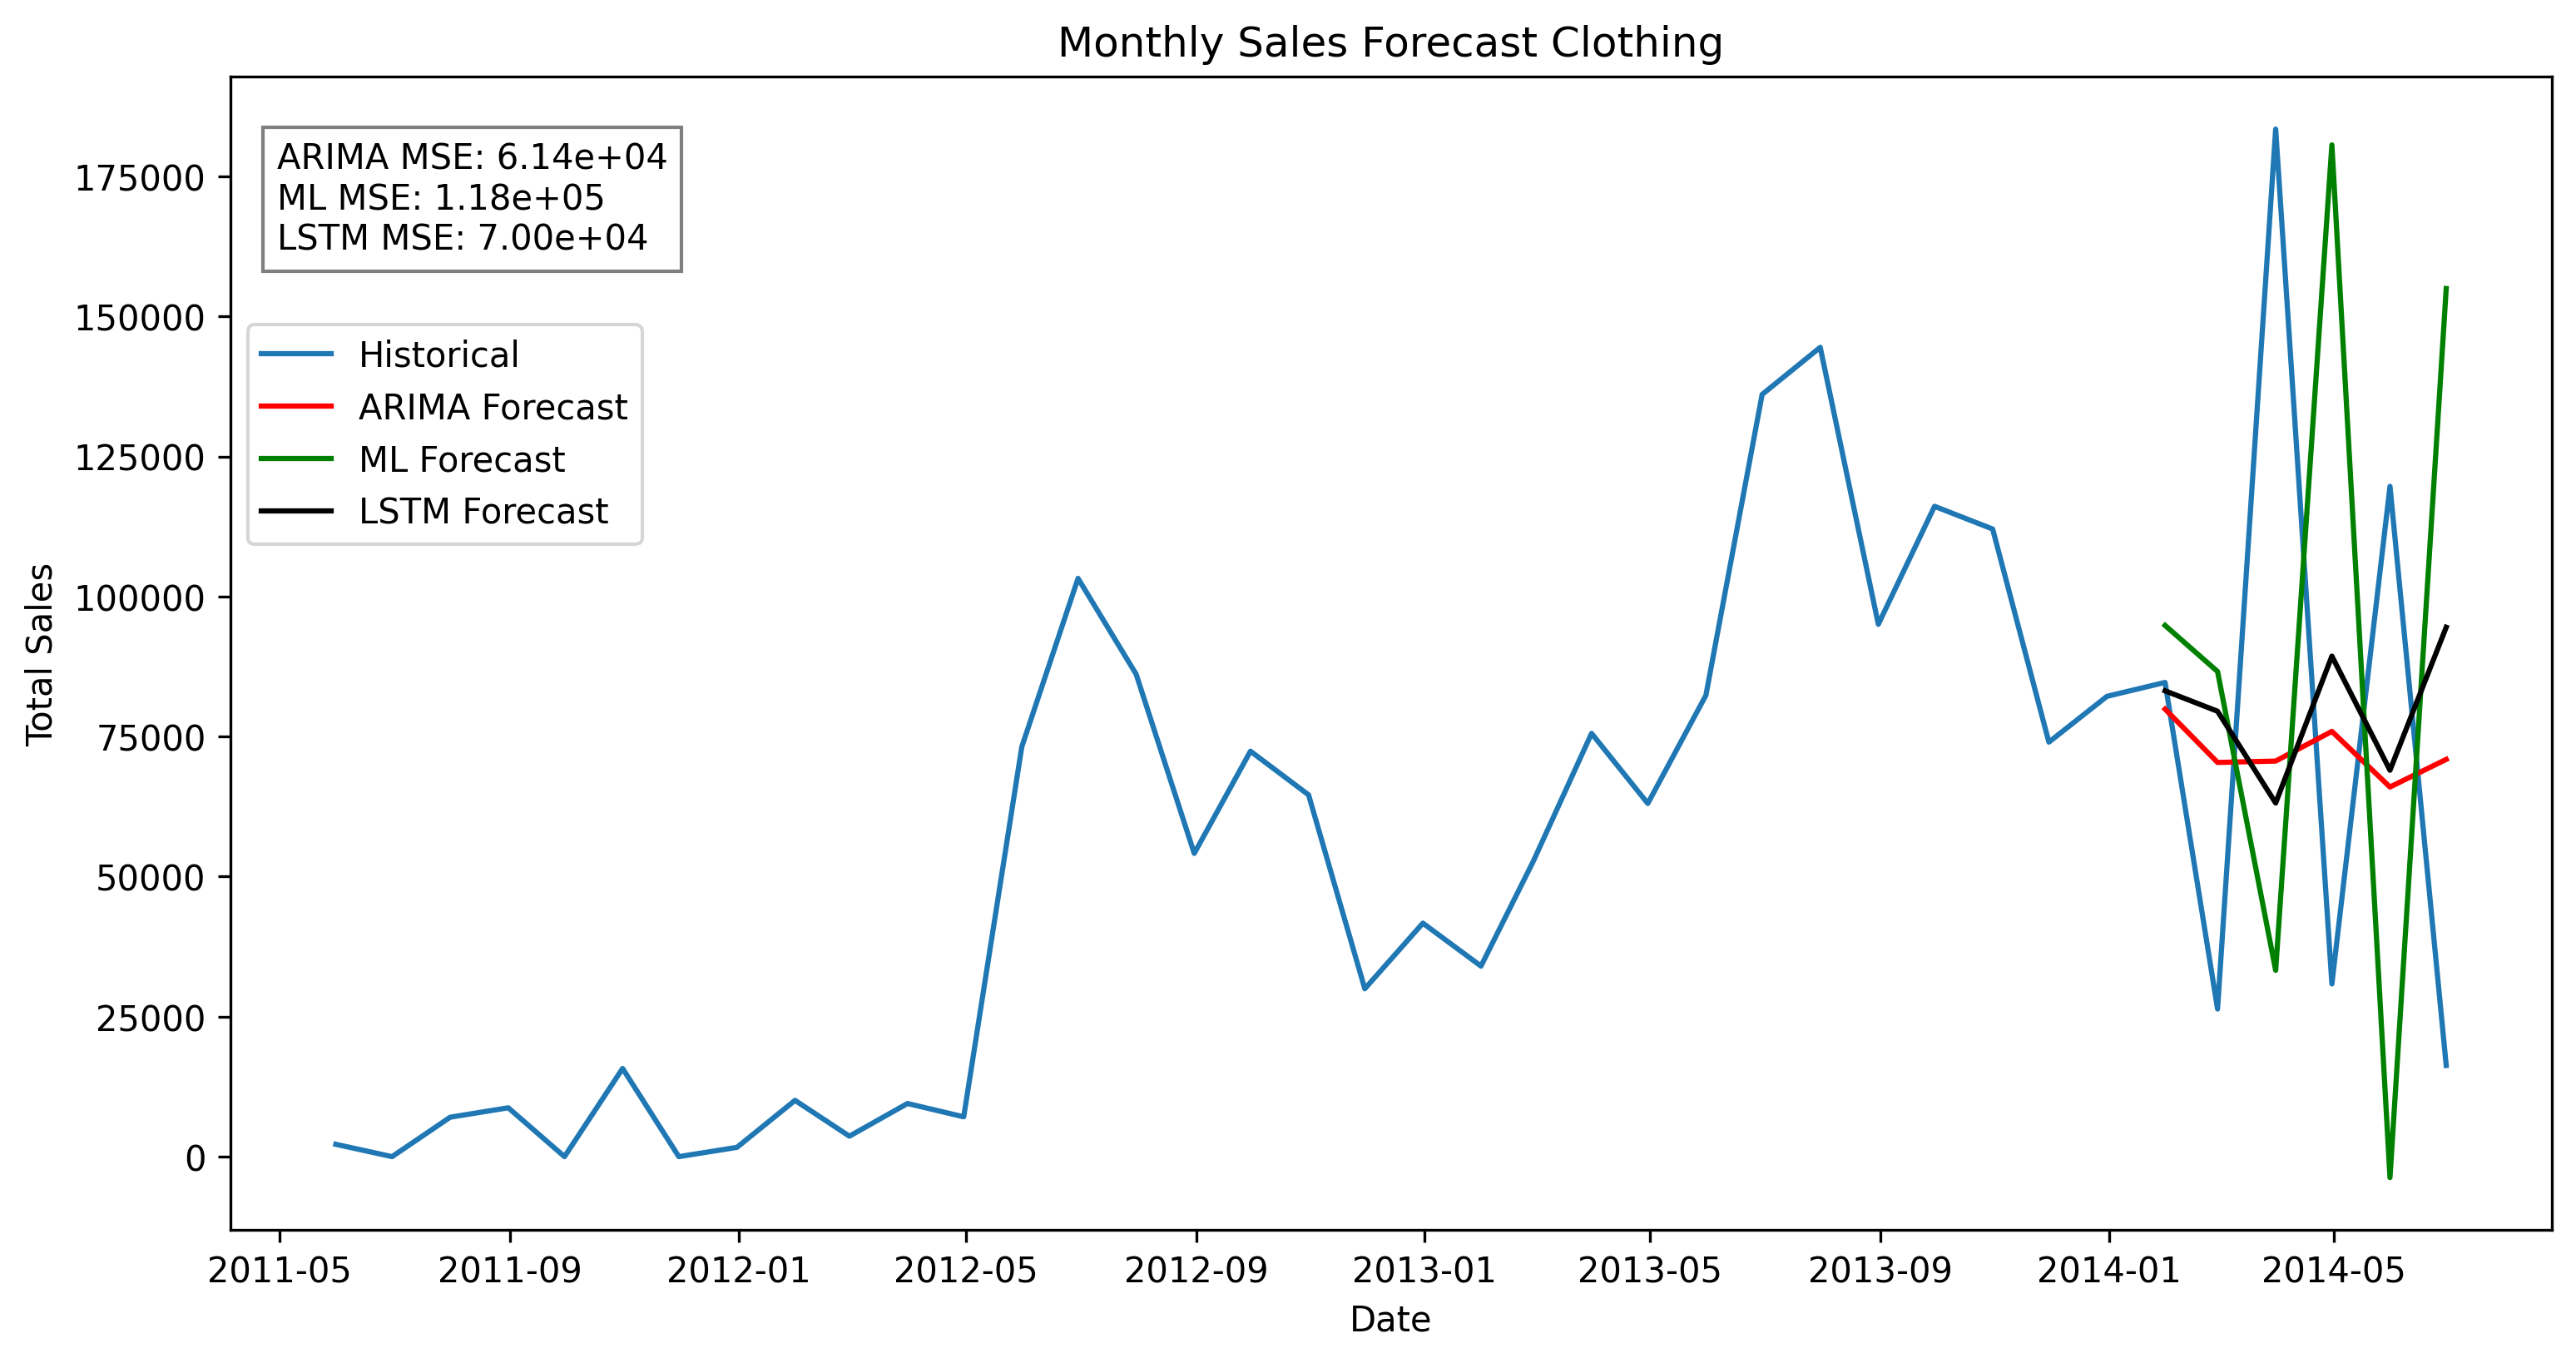 Monthly Sales Forecast Clothing
ARIMA MSE: 6.14e+04
ML MSE: 1.18e+05
LSTM MSE: 7.00e+04
Historical
ARIMA Forecast
ML Forecast
LSTM Forecast
Total Sales
175000
150000
125000
100000
75000
50000
25000
0
2011-05 2011-09 2012-01 2012-05 2012-09 2013-01 2013-05 2013-09 2014-01 2014-05
Date